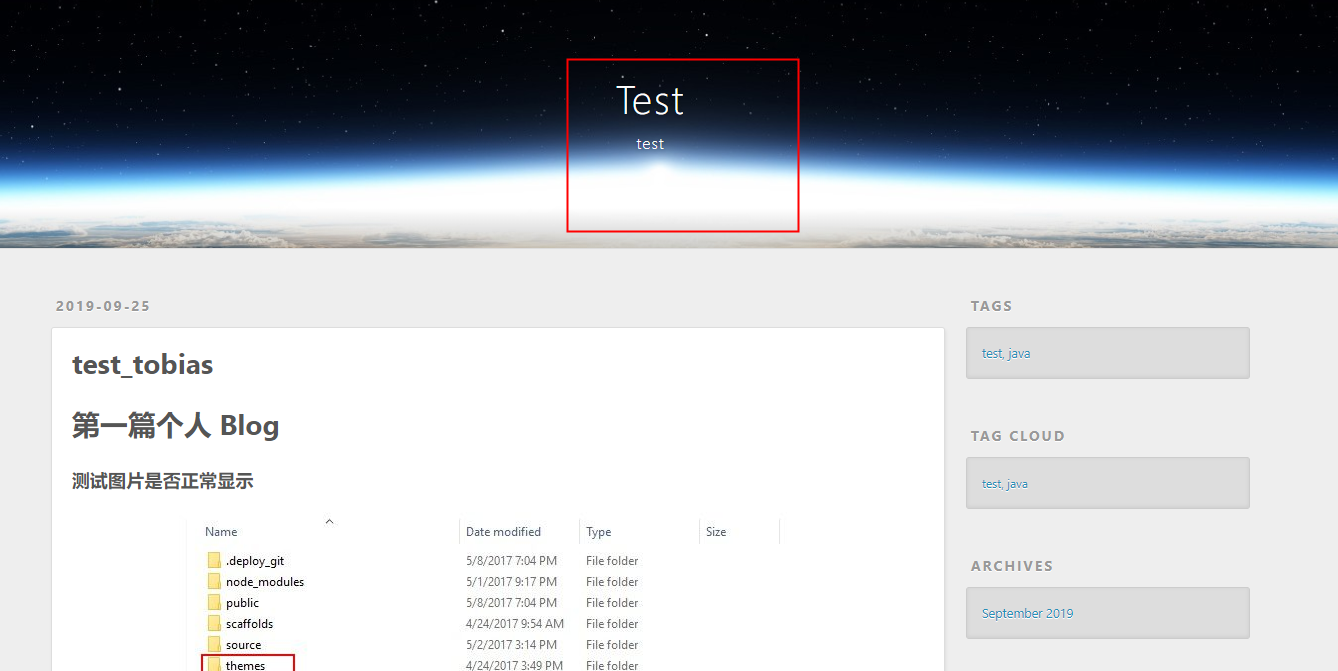 Test
test
2019-09-25
test_tobias
第一篇个人 Blog
测试图片是否正常显示
Name Date modified Type Size
.deploy_git 5/8/2017 7:04 PM File folder
node_modules 5/1/2017 9:17 PM File folder
public 5/8/2017 7:04 PM File folder
scaffolds 4/24/2017 9:54 AM File folder
source 5/2/2017 3:14 PM File folder
themes 4/24/2017 3:49 PM File folder
TAGS
test, java
TAG CLOUD
test, java
ARCHIVES
September 2019